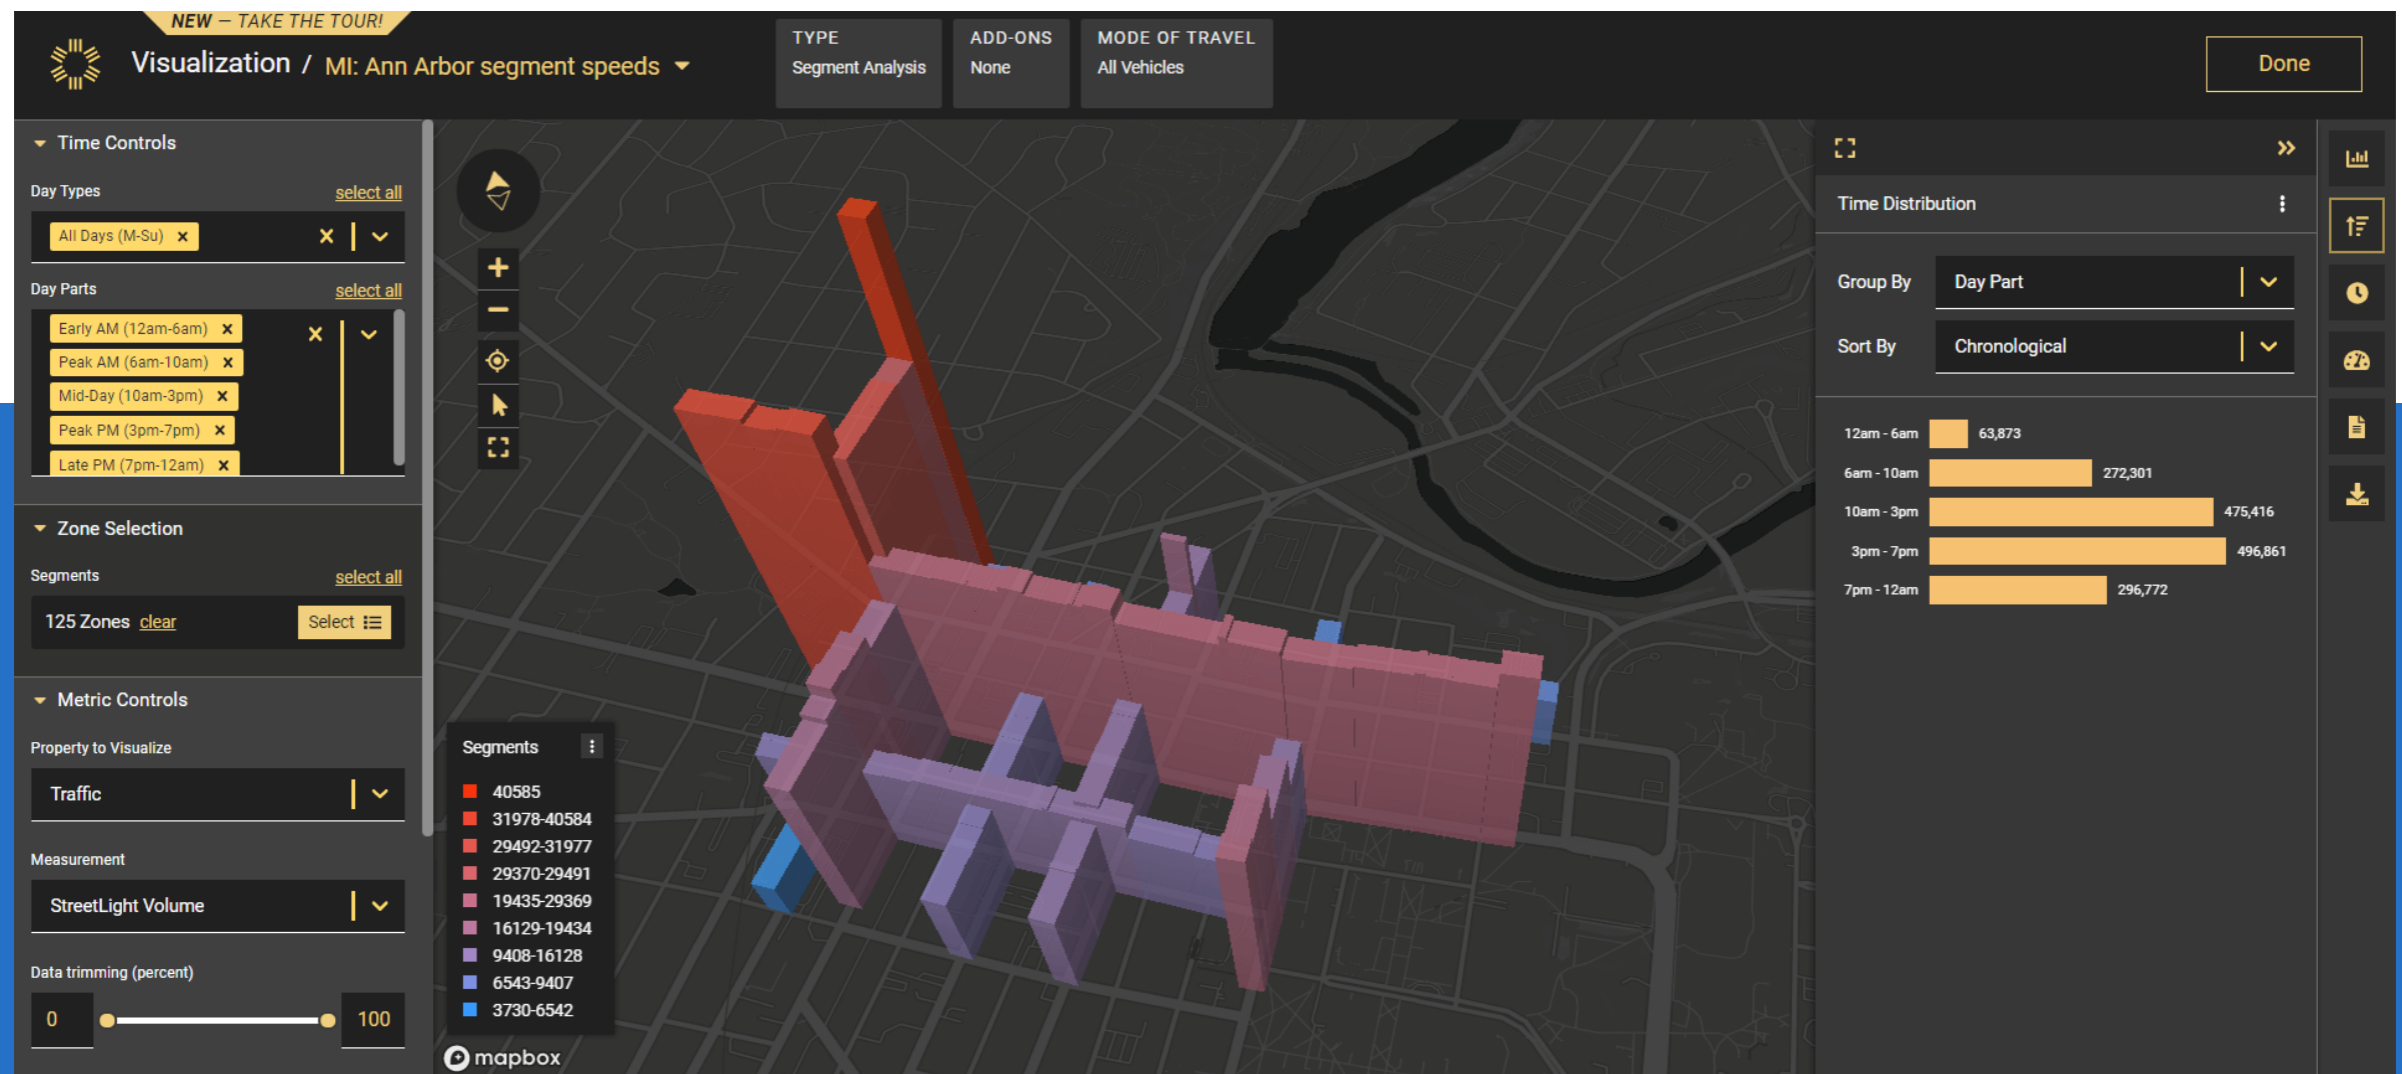 NEW — TAKE THE TOUR!
Visualization / MI: Ann Arbor segment speeds
TYPE
Segment Analysis
ADD-ONS
None
MODE OF TRAVEL
All Vehicles
Done
Time Controls
Day Types
select all
All Days (M-Su)
Day Parts
select all
Early AM (12am-6am)
Peak AM (6am-10am)
Mid-Day (10am-3pm)
Peak PM (3pm-7pm)
Late PM (7pm-12am)
Zone Selection
Segments
select all
125 Zones clear
Select
Metric Controls
Property to Visualize
Traffic
Measurement
StreetLight Volume
Data trimming (percent)
0
100
Segments
40585
31978-40584
29492-31977
29370-29491
19435-29369
16129-19434
9408-16128
6543-9407
3730-6542
mapbox
Time Distribution
Group By
Day Part
Sort By
Chronological
12am - 6am 63,873
6am - 10am 272,301
10am - 3pm 475,416
3pm - 7pm 496,861
7pm - 12am 296,772